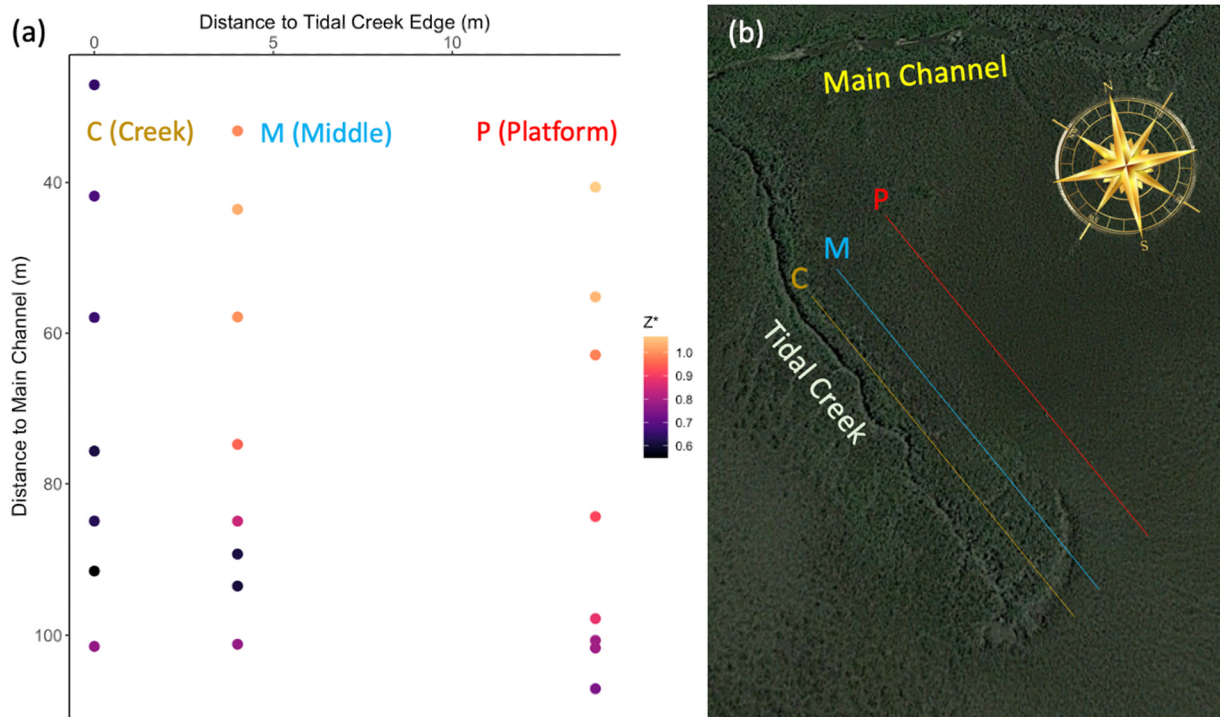 (a)
Distance to Tidal Creek Edge (m)
0 5 10
C (Creek) M (Middle) P (Platform)
Distance to Main Channel (m)
40
60
80
100
Z*
1.0
0.9
0.8
0.7
0.6
(b)
Main Channel
N
S
P
M
C
Tidal Creek